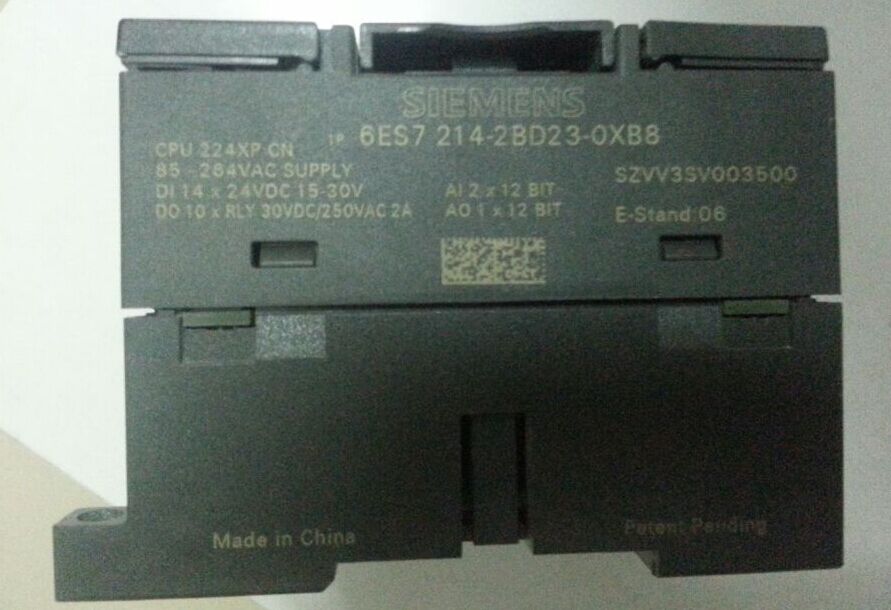 SIEMENS
1P 6ES7 214-2BD23-0XB8
CPU 224XP CN
85 -264VAC SUPPLY
DI 14 x 24VDC 15-30V
DO 10 x RLY 30VDC/250VAC 2A
AI 2 x 12 BIT
AO 1 x 12 BIT
SZVV3SV003500
E-Stand:06
Made in China
Patent Pending